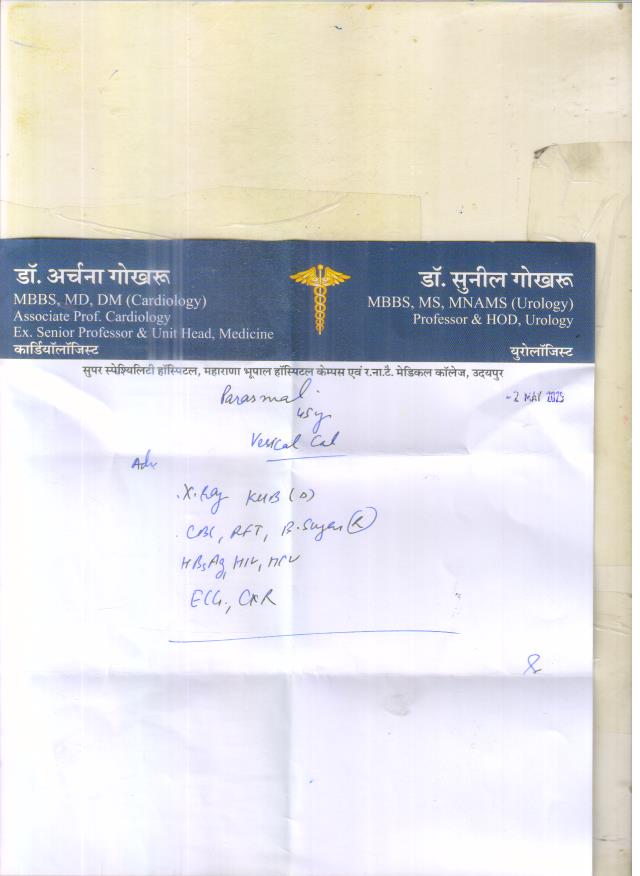 डॉ. अर्चना गोखरू
MBBS, MD, DM (Cardiology)
Associate Prof. Cardiology
Ex. Senior Professor & Unit Head, Medicine
कार्डियॉलॉजिस्ट
डॉ. सुनील गोखरू
MBBS, MS, MNAMS (Urology)
Professor & HOD, Urology
युरोलॉजिस्ट
सुपर स्पेश्यिलिटी हॉस्पिटल, महाराणा भूपाल हॉस्पिटल केम्पस एवं र.ना.टै. मेडिकल कॉलेज, उदयपुर
Parasmal
- 2 MAY 2025
45y
Vesical Cal
Adv
X-Ray KUB (D)
CBC, RFT, B. Sugar (R)
HBsAg, HIV, HCV
ECG, CXR